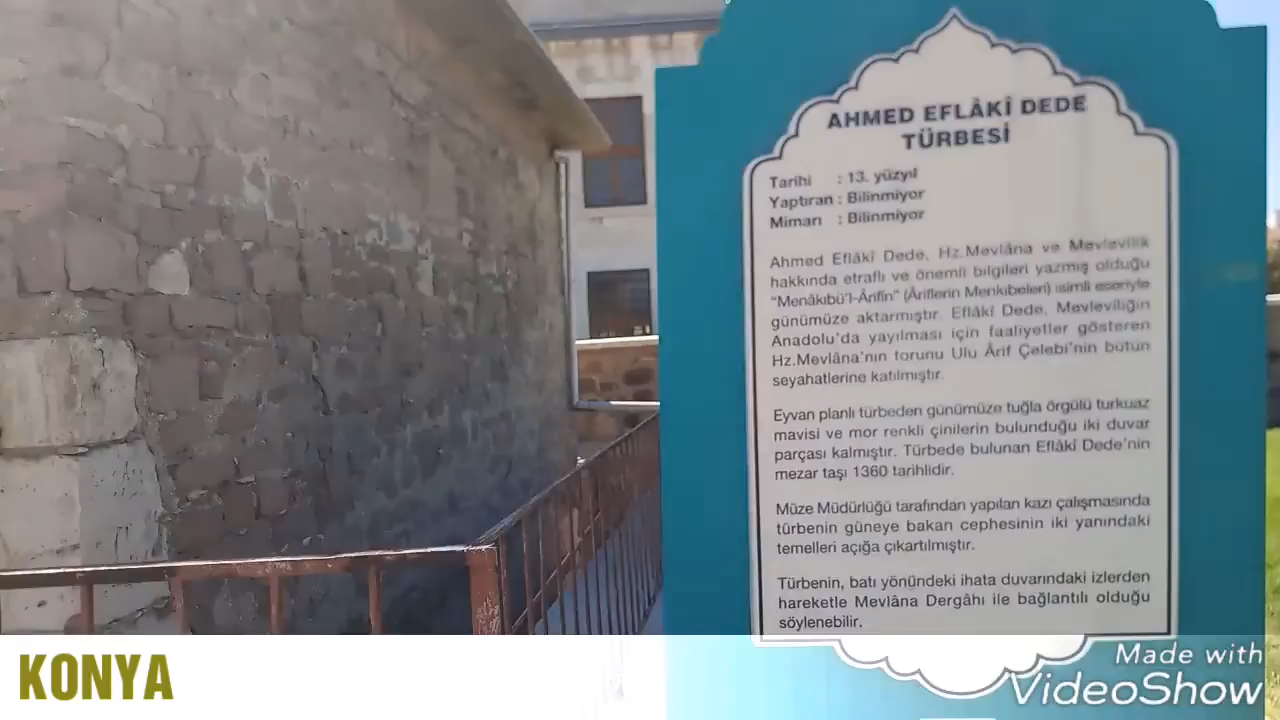 AHMED EFLÂKÎ DEDE
TÜRBESİ
Tarihi : 13. yüzyıl
Yaptıran : Bilinmiyor
Mimarı : Bilinmiyor
Ahmed Eflâkî Dede, Hz.Mevlâna ve Mevlevilik
hakkında etraflı ve önemli bilgileri yazmış olduğu
"Menâkıbü'l-Ârifîn" (Âriflerin Menkıbeleri) isimli eseriyle
günümüze aktarmıştır. Eflâkî Dede, Mevleviliğin
Anadolu'da yayılması için faaliyetler gösteren
Hz.Mevlâna'nın torunu Ulu Ârif Çelebi'nin bütün
seyahatlerine katılmıştır.
Eyvan planlı türbeden günümüze tuğla örgülü turkuaz
mavisi ve mor renkli çinilerin bulunduğu iki duvar
parçası kalmıştır. Türbede bulunan Eflâkî Dede'nin
mezar taşı 1360 tarihlidir.
Müze Müdürlüğü tarafından yapılan kazı çalışmasında
türbenin güneye bakan cephesinin iki yanındaki
temelleri açığa çıkartılmıştır.
Türbenin, batı yönündeki ihata duvarındaki izlerden
hareketle Mevlâna Dergâhı ile bağlantılı olduğu
söylenebilir.
KONYA
Made with
VideoShow